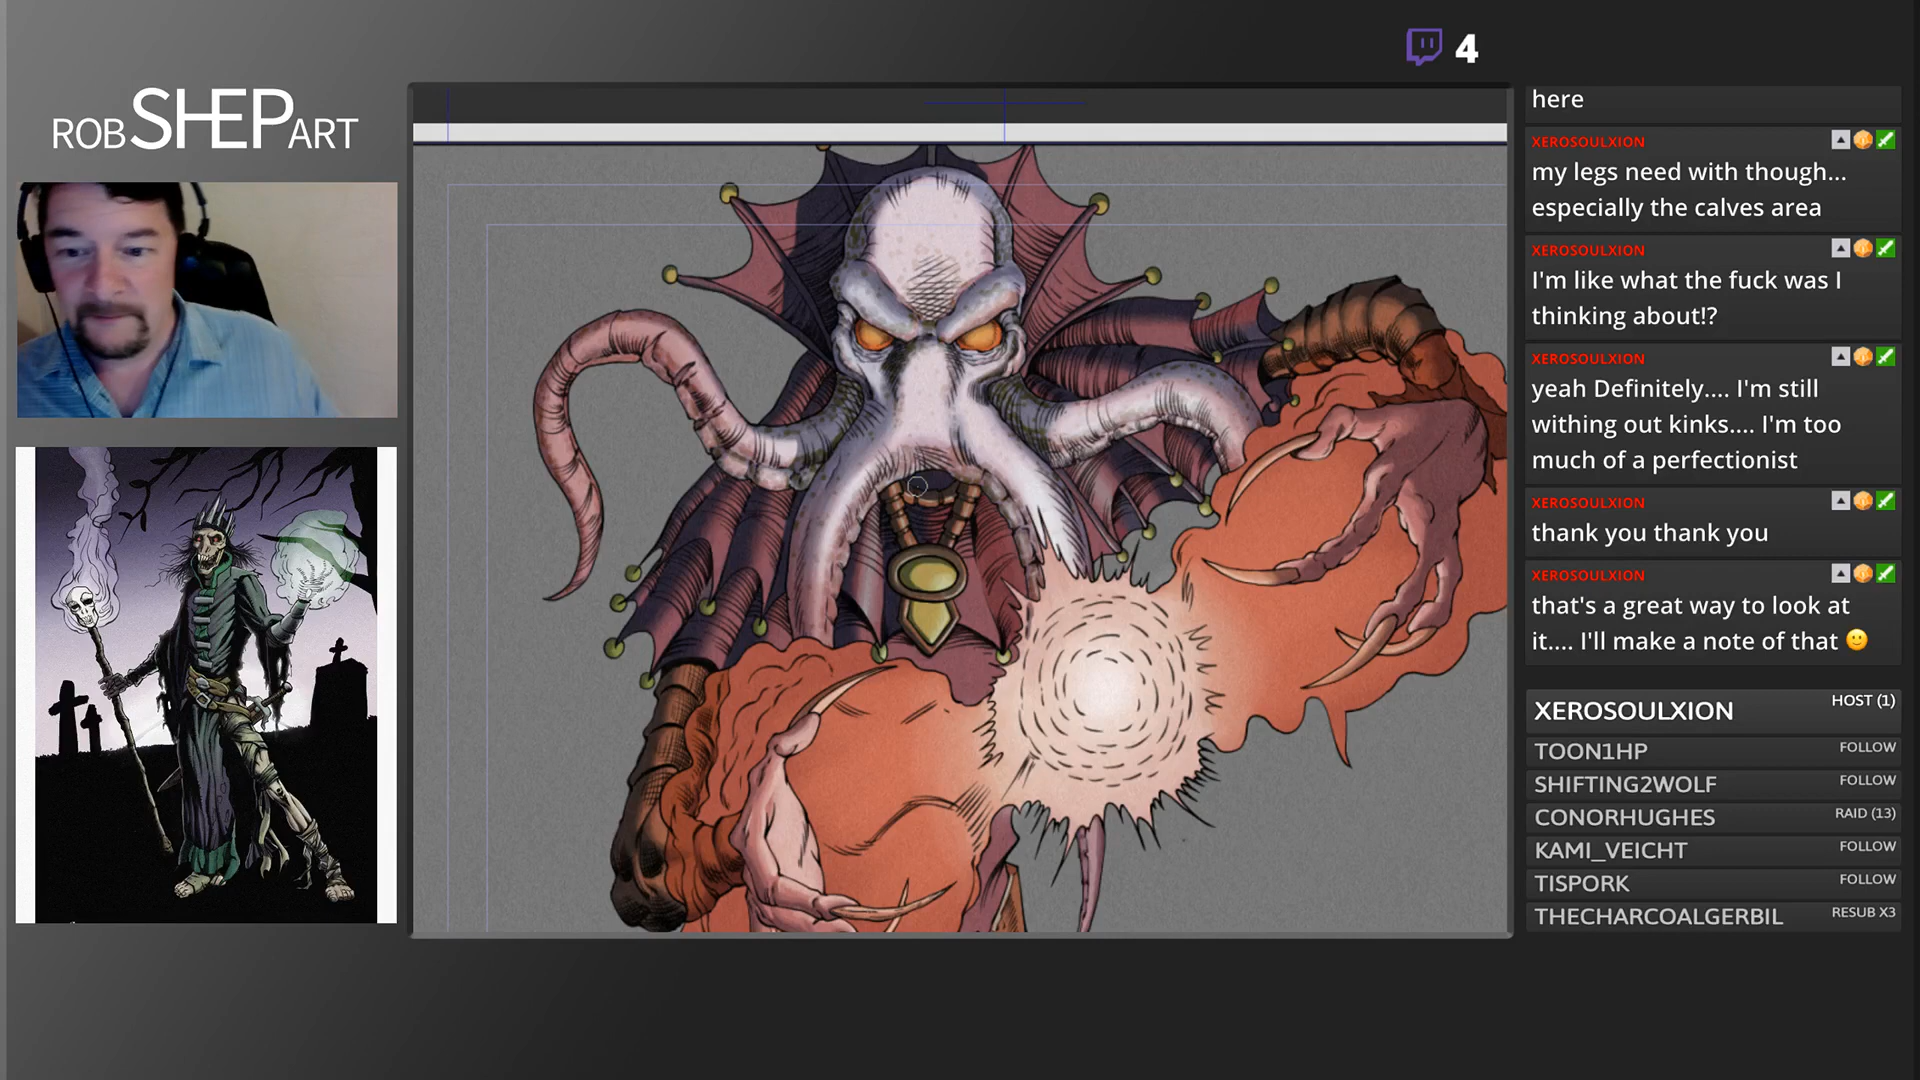 4
ROBSHEPART
here
XEROSOULXION
my legs need with though...
especially the calves area
XEROSOULXION
I'm like what the fuck was I
thinking about!?
XEROSOULXION
yeah Definitely.... I'm still
withing out kinks.... I'm too
much of a perfectionist
XEROSOULXION
thank you thank you
XEROSOULXION
that's a great way to look at
it.... I'll make a note of that 🙂
XEROSOULXION HOST (1)
TOON1HP FOLLOW
SHIFTING2WOLF FOLLOW
CONORHUGHES RAID (13)
KAMI_VEICHT FOLLOW
TISPORK FOLLOW
THECHARCOALGERBIL RESUB X3